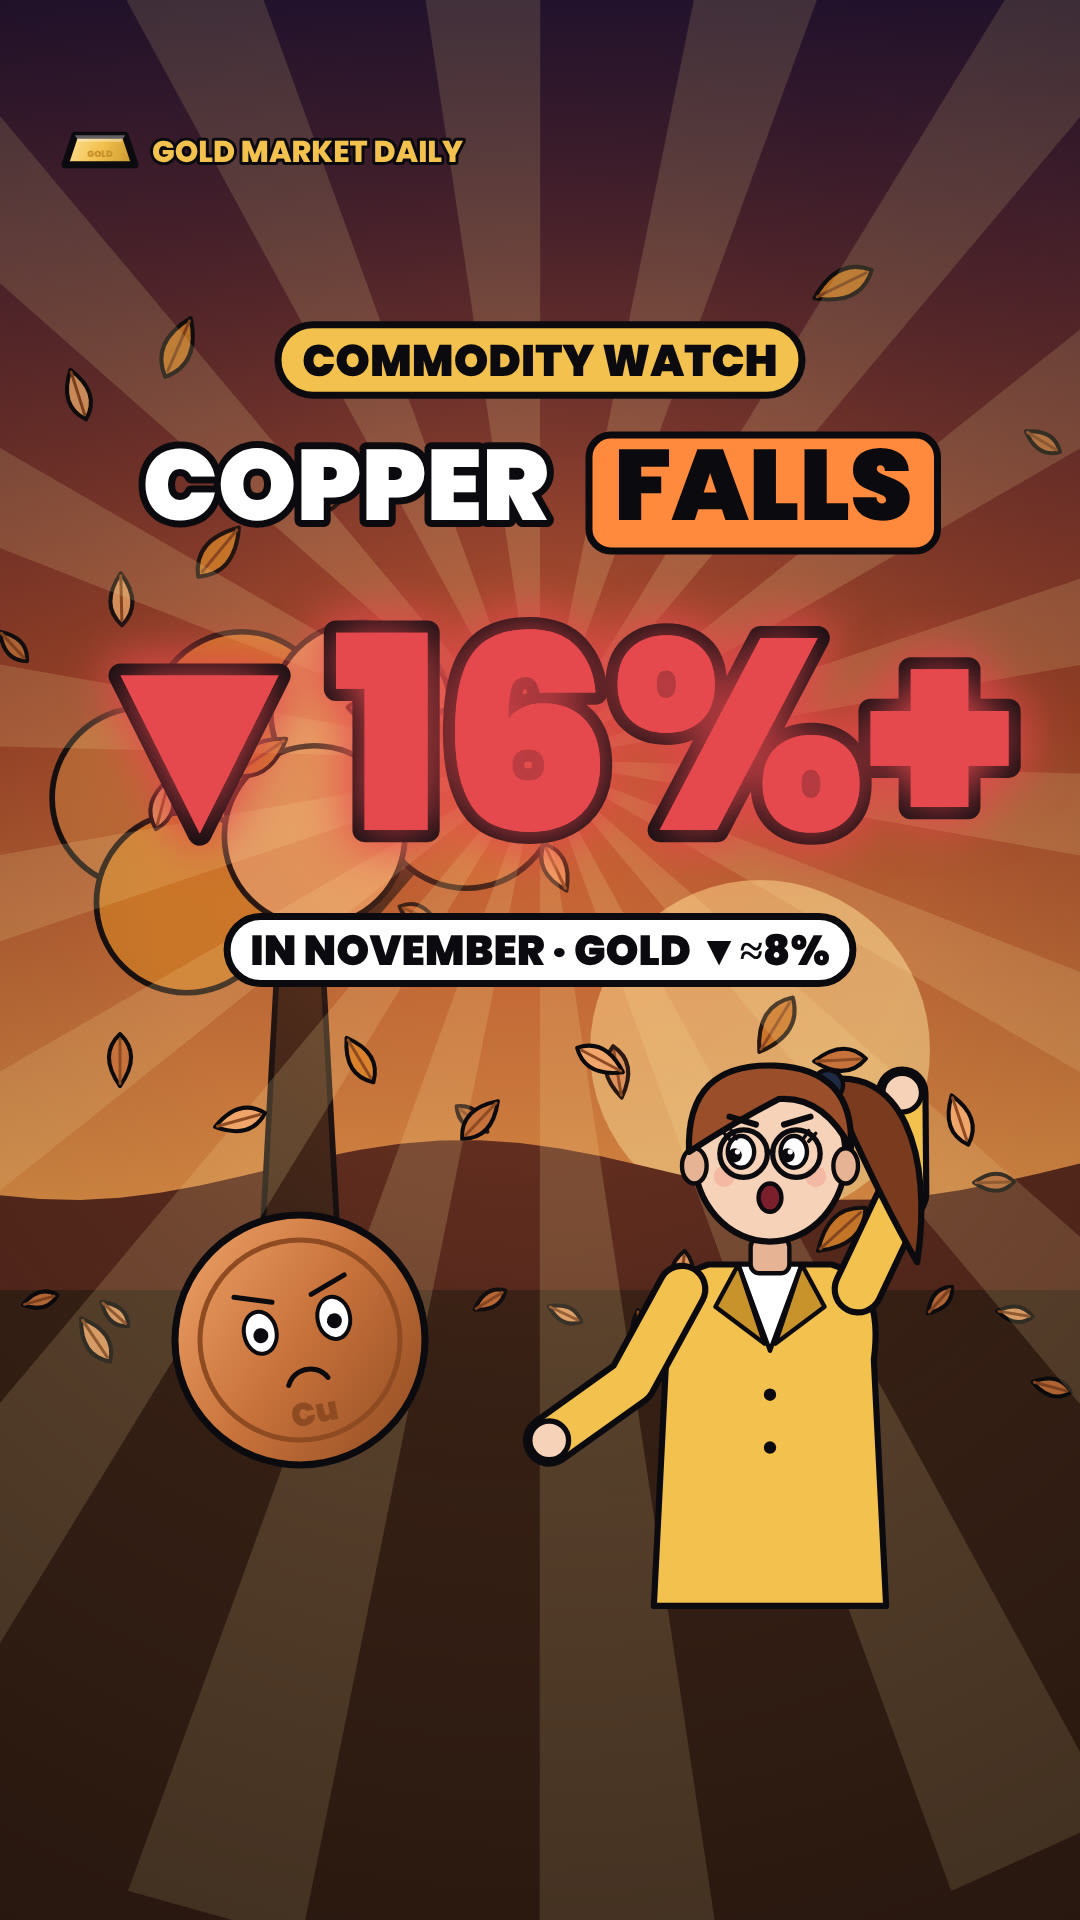 GOLD
GOLD MARKET DAILY
COMMODITY WATCH
COPPER FALLS
▼16%+
IN NOVEMBER · GOLD ▼ ≈8%
Cu